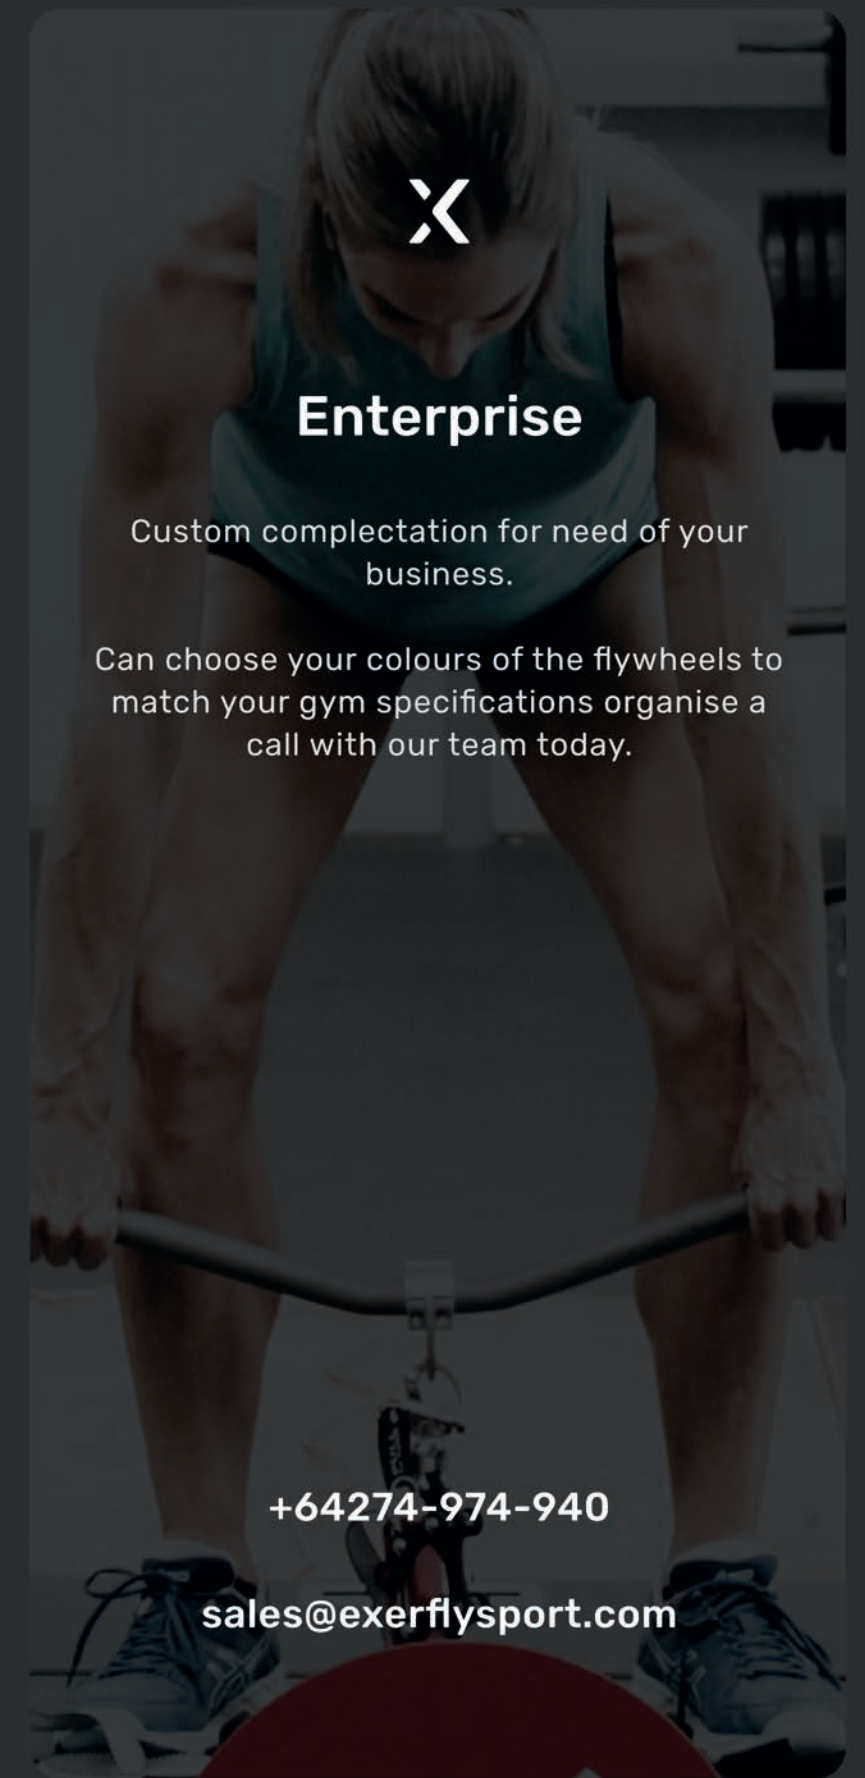 Enterprise
Custom complectation for need of your
business.
Can choose your colours of the flywheels to
match your gym specifications organise a
call with our team today.
+64274-974-940
sales@exerflysport.com